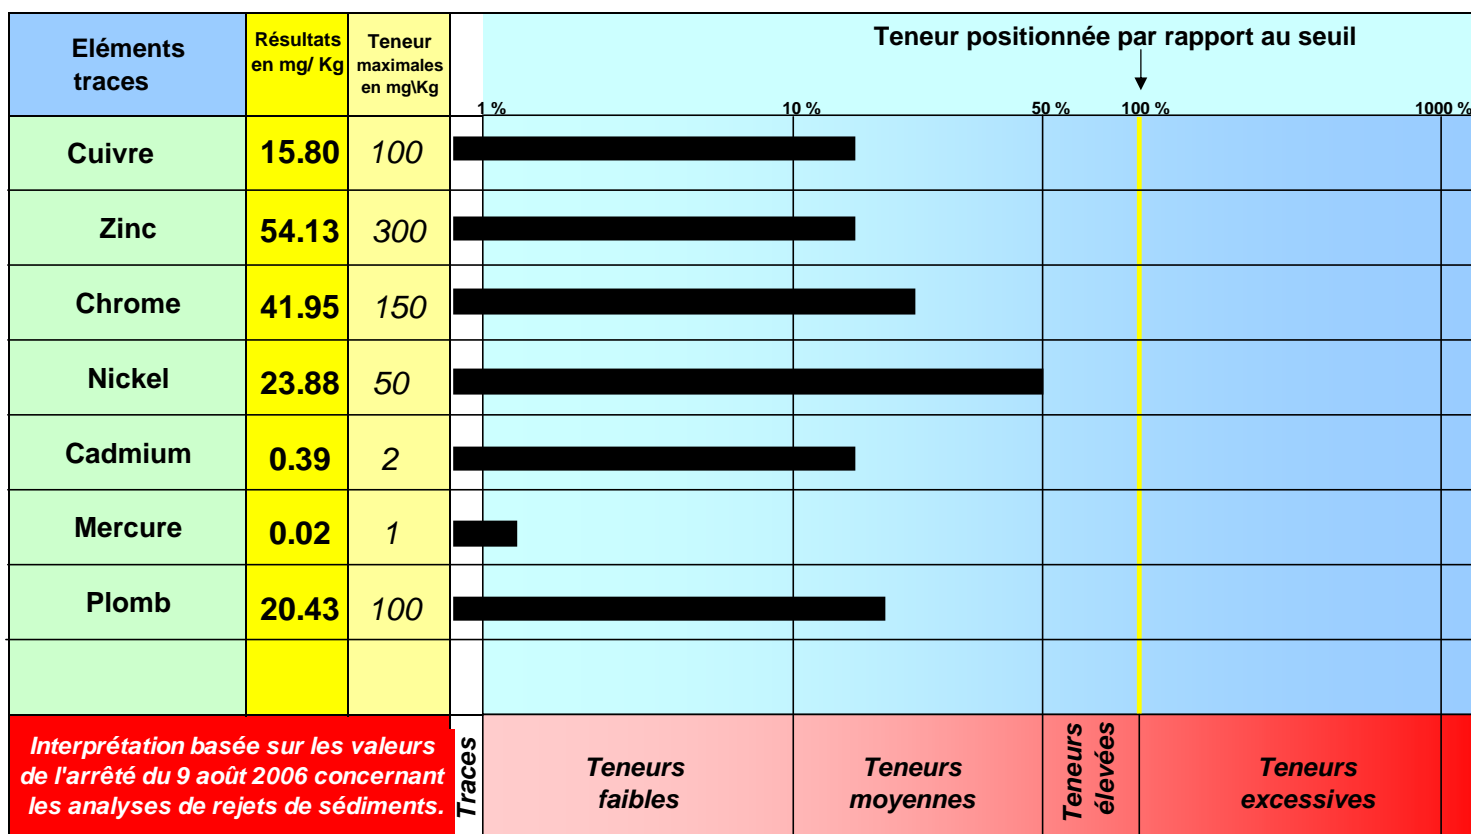 Eléments
traces
Résultats
en mg/ Kg
Teneur
maximales
en mg\Kg
Teneur positionnée par rapport au seuil
1 %
10 %
50 %
100 %
1000 %
Cuivre
15.80
100
Zinc
54.13
300
Chrome
41.95
150
Nickel
23.88
50
Cadmium
0.39
2
Mercure
0.02
1
Plomb
20.43
100
Interprétation basée sur les valeurs
de l'arrêté du 9 août 2006 concernant
les analyses de rejets de sédiments.
Traces
Teneurs
faibles
Teneurs
moyennes
Teneurs
élevées
Teneurs
excessives